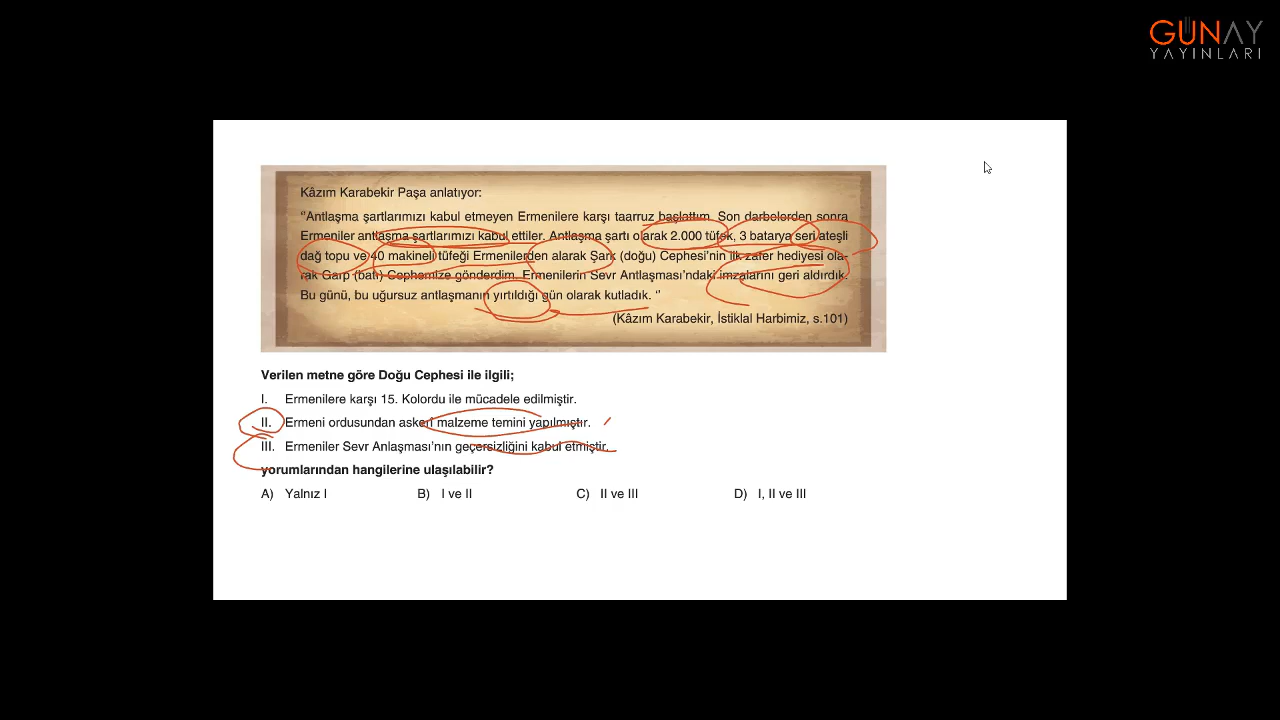 GÜNAY
YAYINLARI
Kâzım Karabekir Paşa anlatıyor:
"Antlaşma şartlarımızı kabul etmeyen Ermenilere karşı taarruz başlattım. Son darbelerden sonra
Ermeniler antlaşma şartlarımızı kabul ettiler. Antlaşma şartı olarak 2.000 tüfek, 3 batarya seri ateşli
dağ topu ve 40 makineli tüfeği Ermenilerden alarak Şark (doğu) Cephesi'nin ilk zafer hediyesi ola-
rak Garp (batı) Cephemize gönderdim. Ermenilerin Sevr Antlaşması'ndaki imzalarını geri aldırdık.
Bu günü, bu uğursuz antlaşmanın yırtıldığı gün olarak kutladık. "
(Kâzım Karabekir, İstiklal Harbimiz, s.101)
Verilen metne göre Doğu Cephesi ile ilgili;
I. Ermenilere karşı 15. Kolordu ile mücadele edilmiştir.
II. Ermeni ordusundan askeri malzeme temini yapılmıştır.
III. Ermeniler Sevr Anlaşması'nın geçersizliğini kabul etmiştir.
yorumlarından hangilerine ulaşılabilir?
A) Yalnız I B) I ve II C) II ve III D) I, II ve III